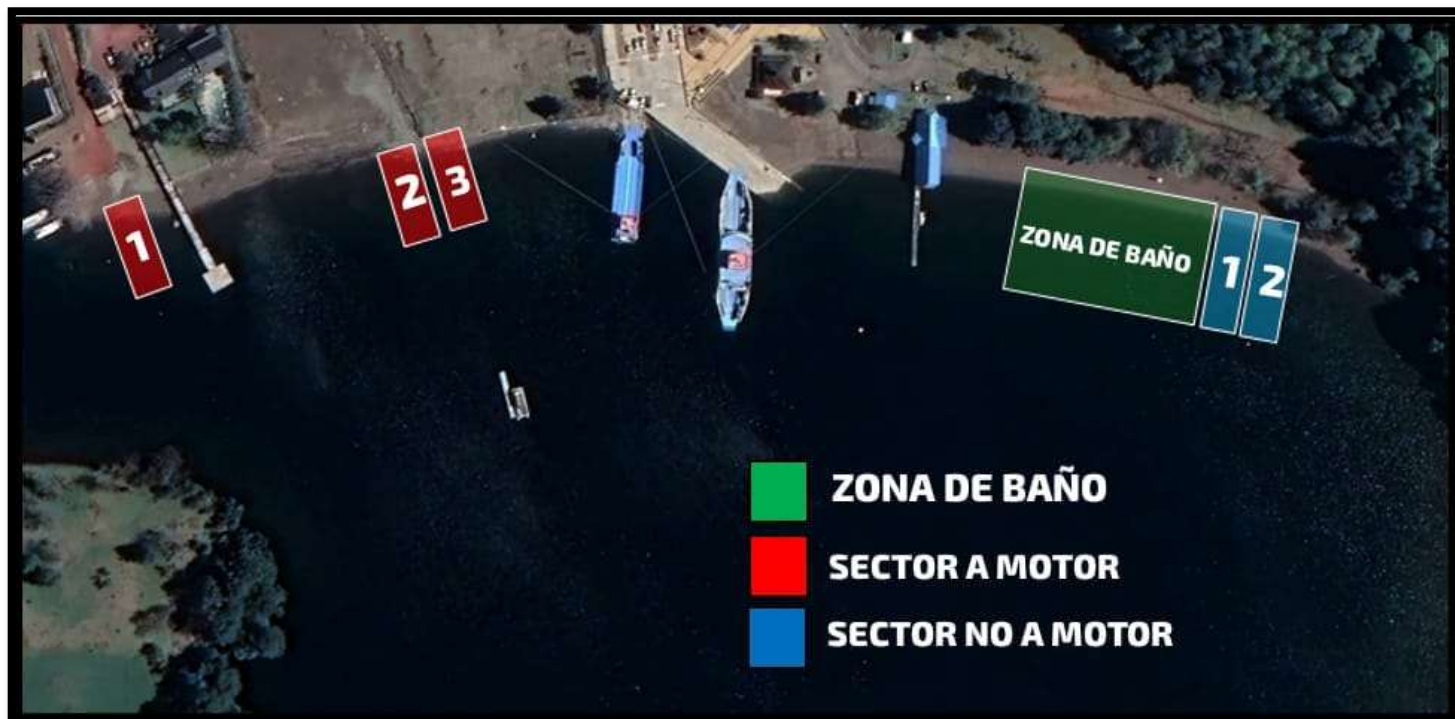 1
2
3
ZONA DE BAÑO
1
2
ZONA DE BAÑO
SECTOR A MOTOR
SECTOR NO A MOTOR